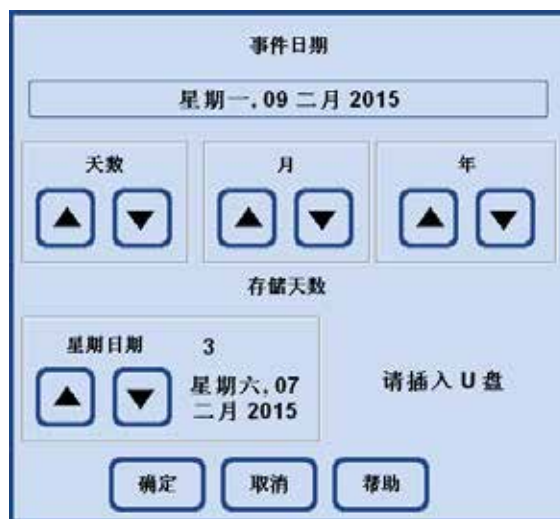 事件日期
星期一, 09 二月 2015
天数 月 年
存储天数
星期日期 3
星期六, 07
二月 2015
请插入 U 盘
确定 取消 帮助